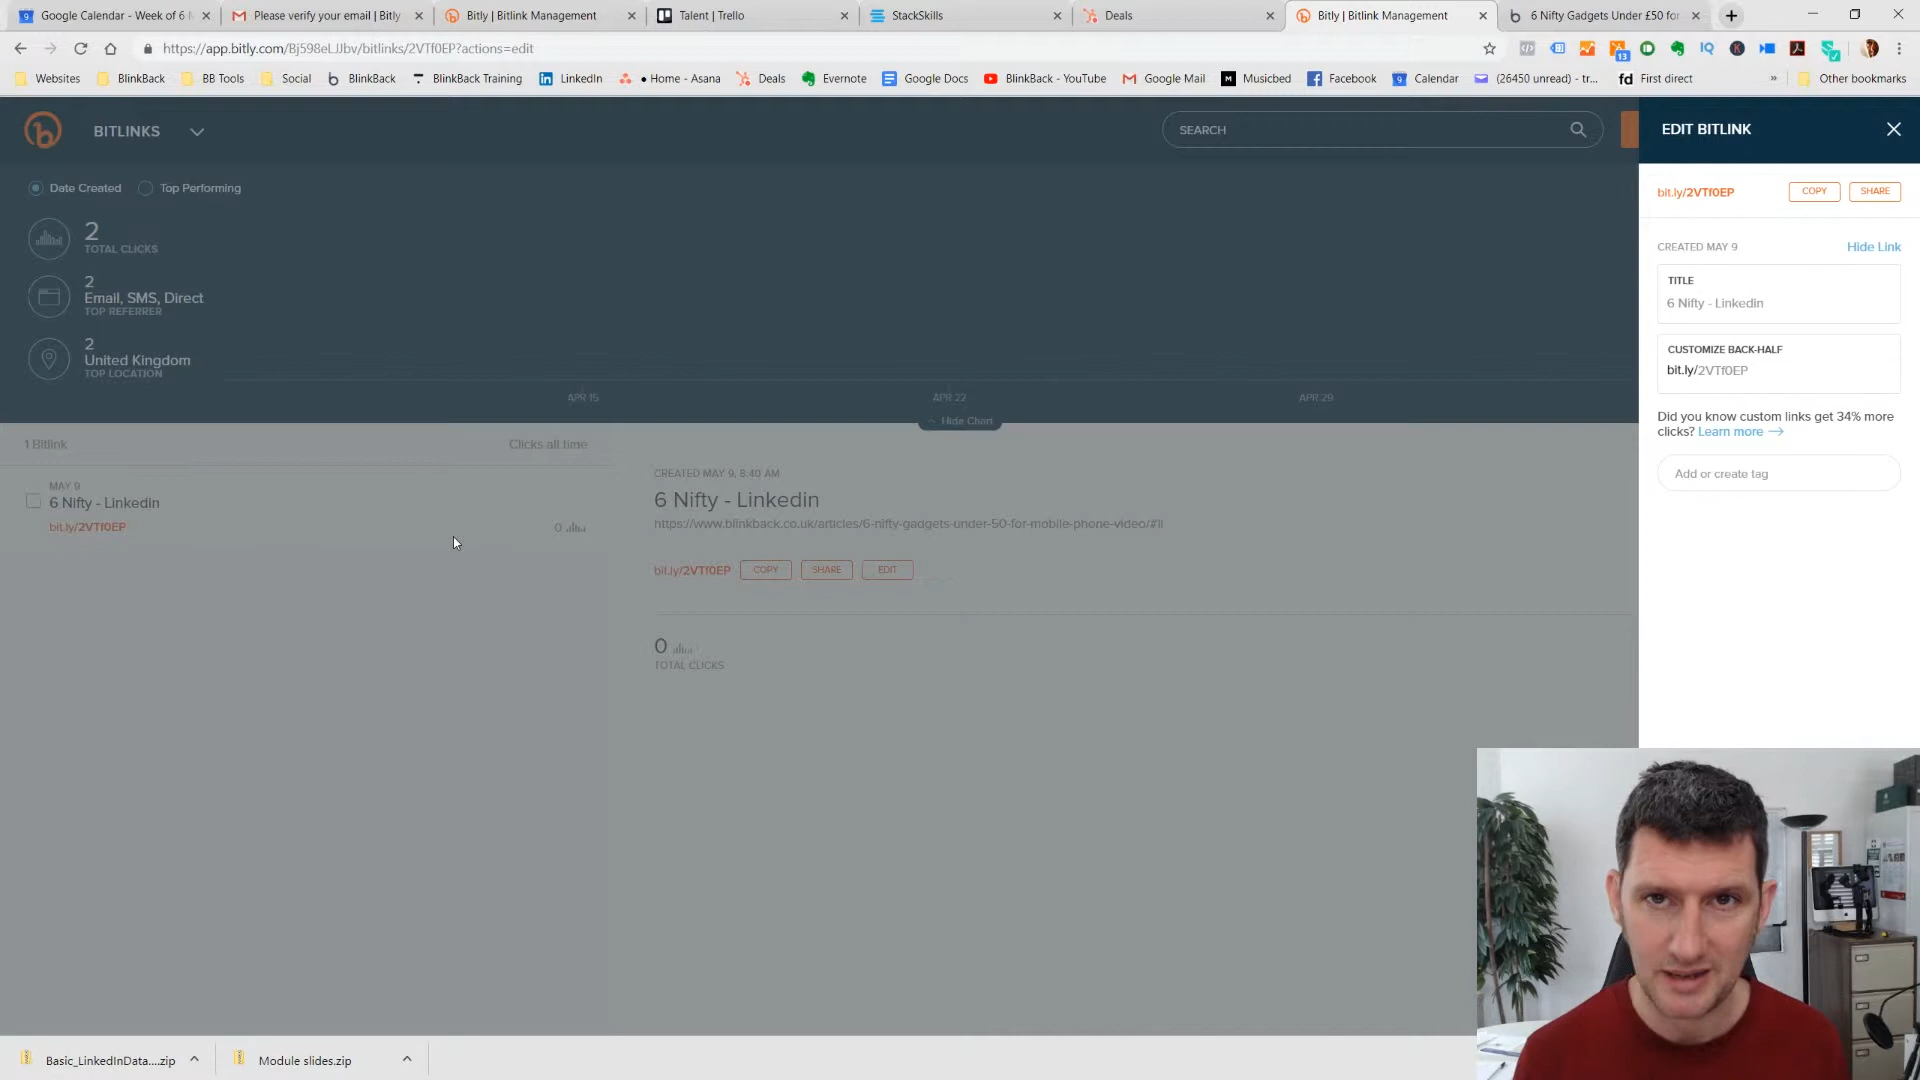 Google Calendar - Week of 6 M
Please verify your email | Bitly
Bitly | Bitlink Management
Talent | Trello
StackSkills
Deals
Bitly | Bitlink Management
6 Nifty Gadgets Under £50 for
https://app.bitly.com/Bj598eLJJbv/bitlinks/2VTf0EP?actions=edit
Websites
BlinkBack
BB Tools
Social
BlinkBack
BlinkBack Training
LinkedIn
Home - Asana
Deals
Evernote
Google Docs
BlinkBack - YouTube
Google Mail
Musicbed
Facebook
Calendar
(26450 unread) - tr...
First direct
Other bookmarks
BITLINKS
SEARCH
EDIT BITLINK
Date Created
Top Performing
bit.ly/2VTf0EP
COPY
SHARE
2
TOTAL CLICKS
2
Email, SMS, Direct
TOP REFERRER
2
United Kingdom
TOP LOCATION
APR 15
APR 22
APR 29
Hide Chart
CREATED MAY 9
Hide Link
TITLE
6 Nifty - Linkedin
CUSTOMIZE BACK-HALF
bit.ly/2VTf0EP
Did you know custom links get 34% more
clicks? Learn more
Add or create tag
1 Bitlink
Clicks all time
MAY 9
6 Nifty - Linkedin
bit.ly/2VTf0EP
0
CREATED MAY 9, 8:40 AM
6 Nifty - Linkedin
https://www.blinkback.co.uk/articles/6-nifty-gadgets-under-50-for-mobile-phone-video/#li
bit.ly/2VTf0EP
COPY
SHARE
EDIT
0
TOTAL CLICKS
Basic_LinkedInData....zip
Module slides.zip